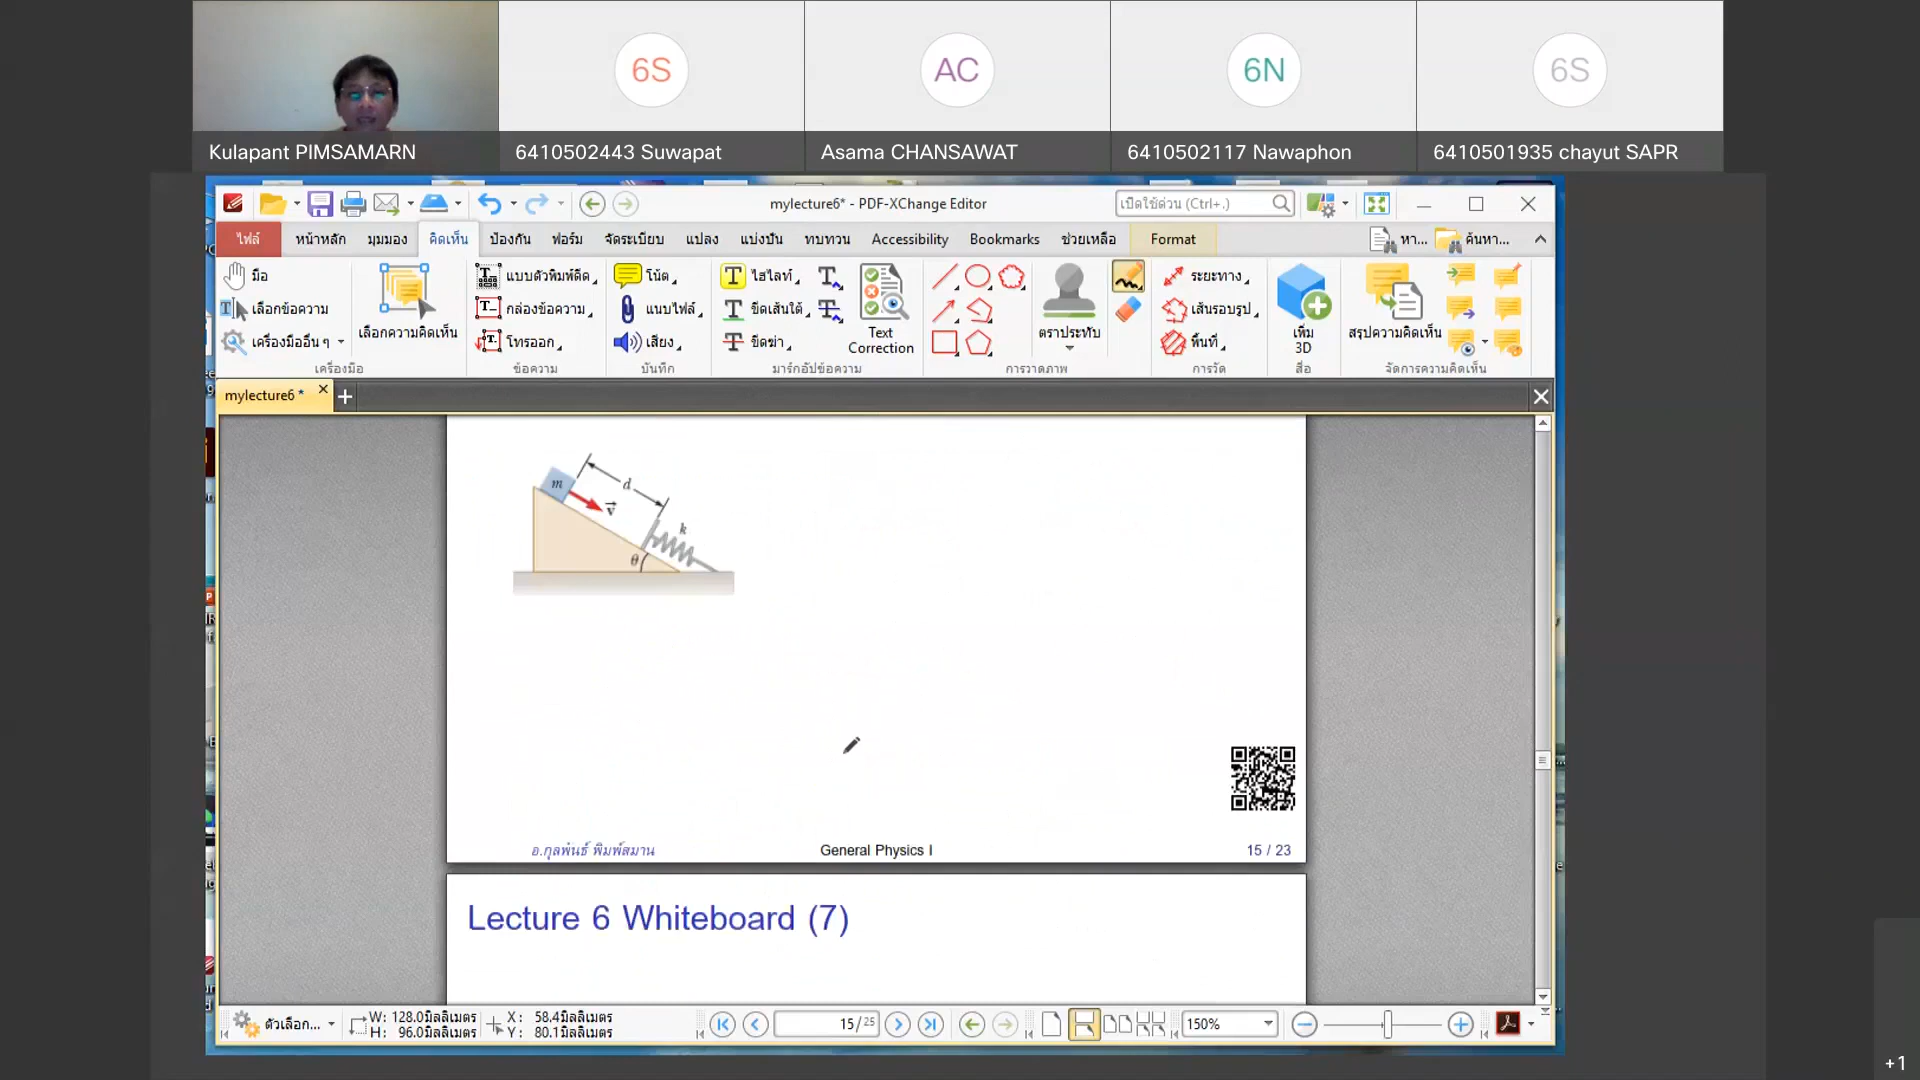 6S
AC
6N
6S
Kulapant PIMSAMARN
6410502443 Suwapat
Asama CHANSAWAT
6410502117 Nawaphon
6410501935 chayut SAPR
mylecture6* - PDF-XChange Editor
เปิดใช้ด่วน (Ctrl+.)
ไฟล์
หน้าหลัก
มุมมอง
คิดเห็น
ป้องกัน
ฟอร์ม
จัดระเบียบ
แปลง
แบ่งปัน
ทบทวน
Accessibility
Bookmarks
ช่วยเหลือ
Format
หา...
ค้นหา...
มือ
เลือกข้อความ
เครื่องมืออื่น ๆ
เลือกความคิดเห็น
เครื่องมือ
แบบตัวพิมพ์ดีด
กล่องข้อความ
โทรออก
ข้อความ
โน้ต
แนบไฟล์
เสียง
บันทึก
ไฮไลท์
ขีดเส้นใต้
ขีดฆ่า
Text Correction
มาร์กอัปข้อความ
การวาดภาพ
ตราประทับ
ระยะทาง
เส้นรอบรูป
พื้นที่
การวัด
เพิ่ม 3D
สื่อ
สรุปความคิดเห็น
จัดการความคิดเห็น
mylecture6 *
m
d
v
k
θ
อ.กุลพันธ์ พิมพ์สมาน
General Physics I
15 / 23
Lecture 6 Whiteboard (7)
ตัวเลือก...
W: 128.0มิลลิเมตร
H: 96.0มิลลิเมตร
X: 58.4มิลลิเมตร
Y: 80.1มิลลิเมตร
15/25
150%
+1